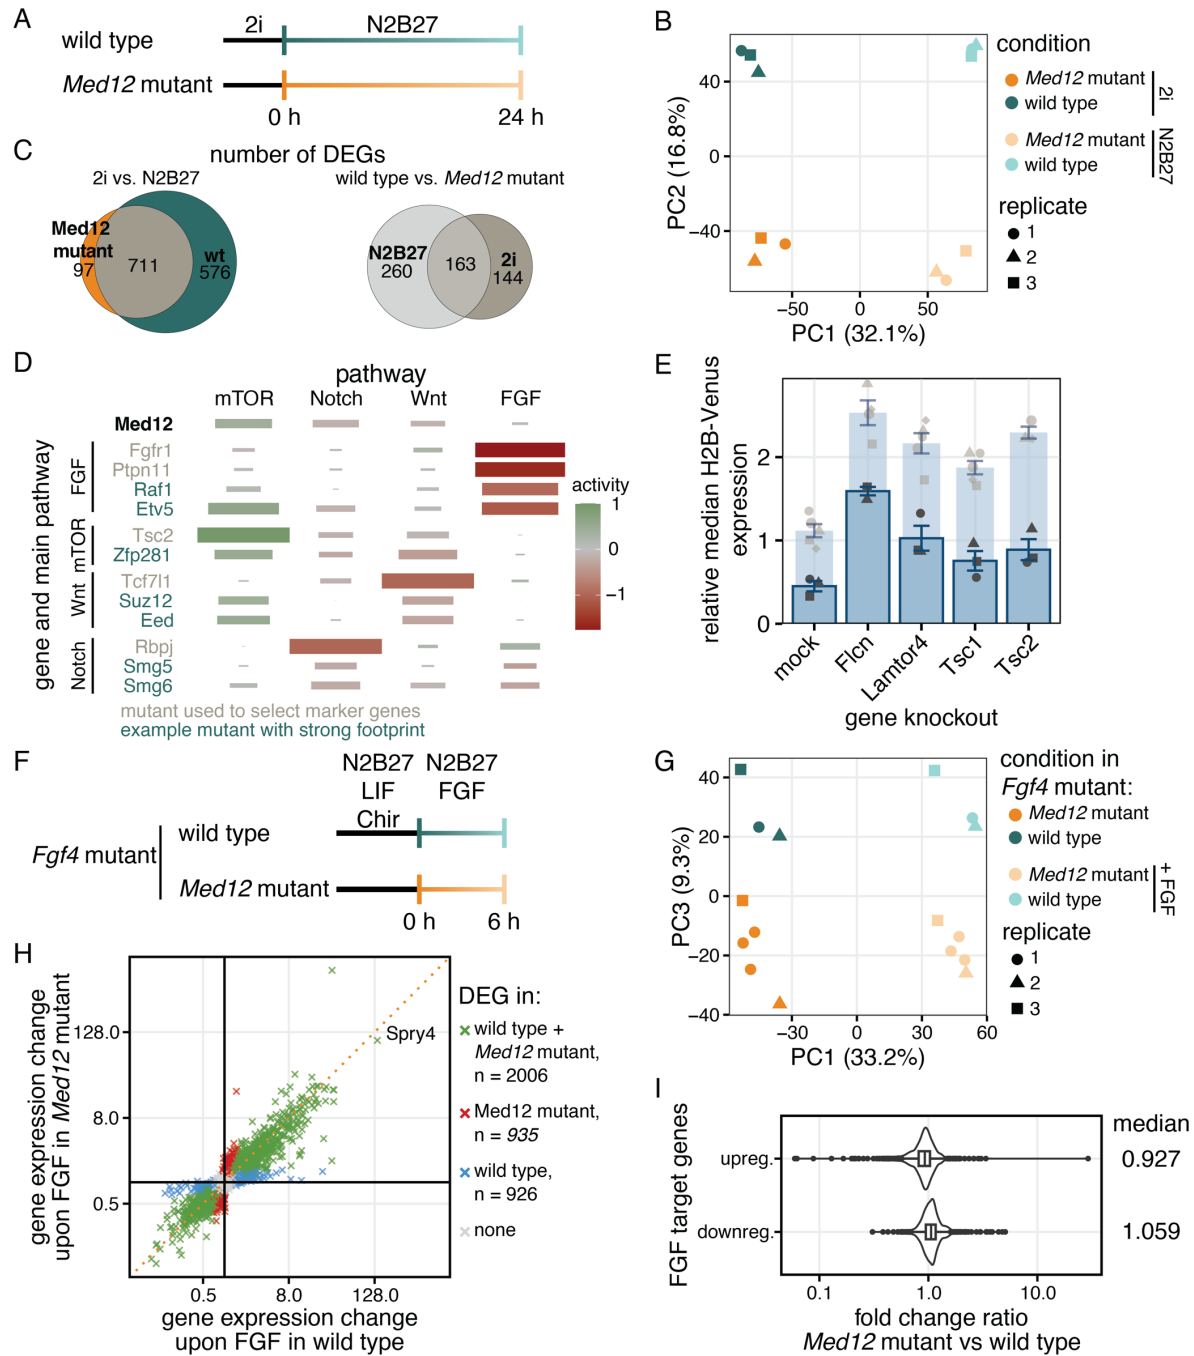 A
2i
N2B27
wild type
Med12 mutant
0 h
24 h
B
condition
Med12 mutant
wild type
2i
Med12 mutant
wild type
N2B27
replicate
1
2
3
PC2 (16.8%)
40
0
−40
−50
0
50
PC1 (32.1%)
C
number of DEGs
2i vs. N2B27
wild type vs. Med12 mutant
Med12
mutant
97
711
wt
576
N2B27
260
163
2i
144
D
pathway
mTOR
Notch
Wnt
FGF
gene and main pathway
Med12
FGF
Fgfr1
Ptpn11
Raf1
Etv5
mTOR
Tsc2
Zfp281
Wnt
Tcf7l1
Suz12
Eed
Notch
Rbpj
Smg5
Smg6
activity
1
0
−1
mutant used to select marker genes
example mutant with strong footprint
E
relative median H2B-Venus
expression
2
1
0
mock
Flcn
Lamtor4
Tsc1
Tsc2
gene knockout
F
N2B27
LIF
Chir
N2B27
FGF
Fgf4 mutant
wild type
Med12 mutant
0 h
6 h
G
PC3 (9.3%)
40
20
0
−20
−40
−30
0
30
60
PC1 (33.2%)
condition in
Fgf4 mutant:
Med12 mutant
wild type
Med12 mutant
wild type
+ FGF
replicate
1
2
3
H
gene expression change
upon FGF in Med12 mutant
128.0
8.0
0.5
Spry4
0.5
8.0
128.0
gene expression change
upon FGF in wild type
DEG in:
wild type +
Med12 mutant,
n = 2006
Med12 mutant,
n = 935
wild type,
n = 926
none
I
FGF target genes
upreg.
downreg.
median
0.927
1.059
0.1
1.0
10.0
fold change ratio
Med12 mutant vs wild type